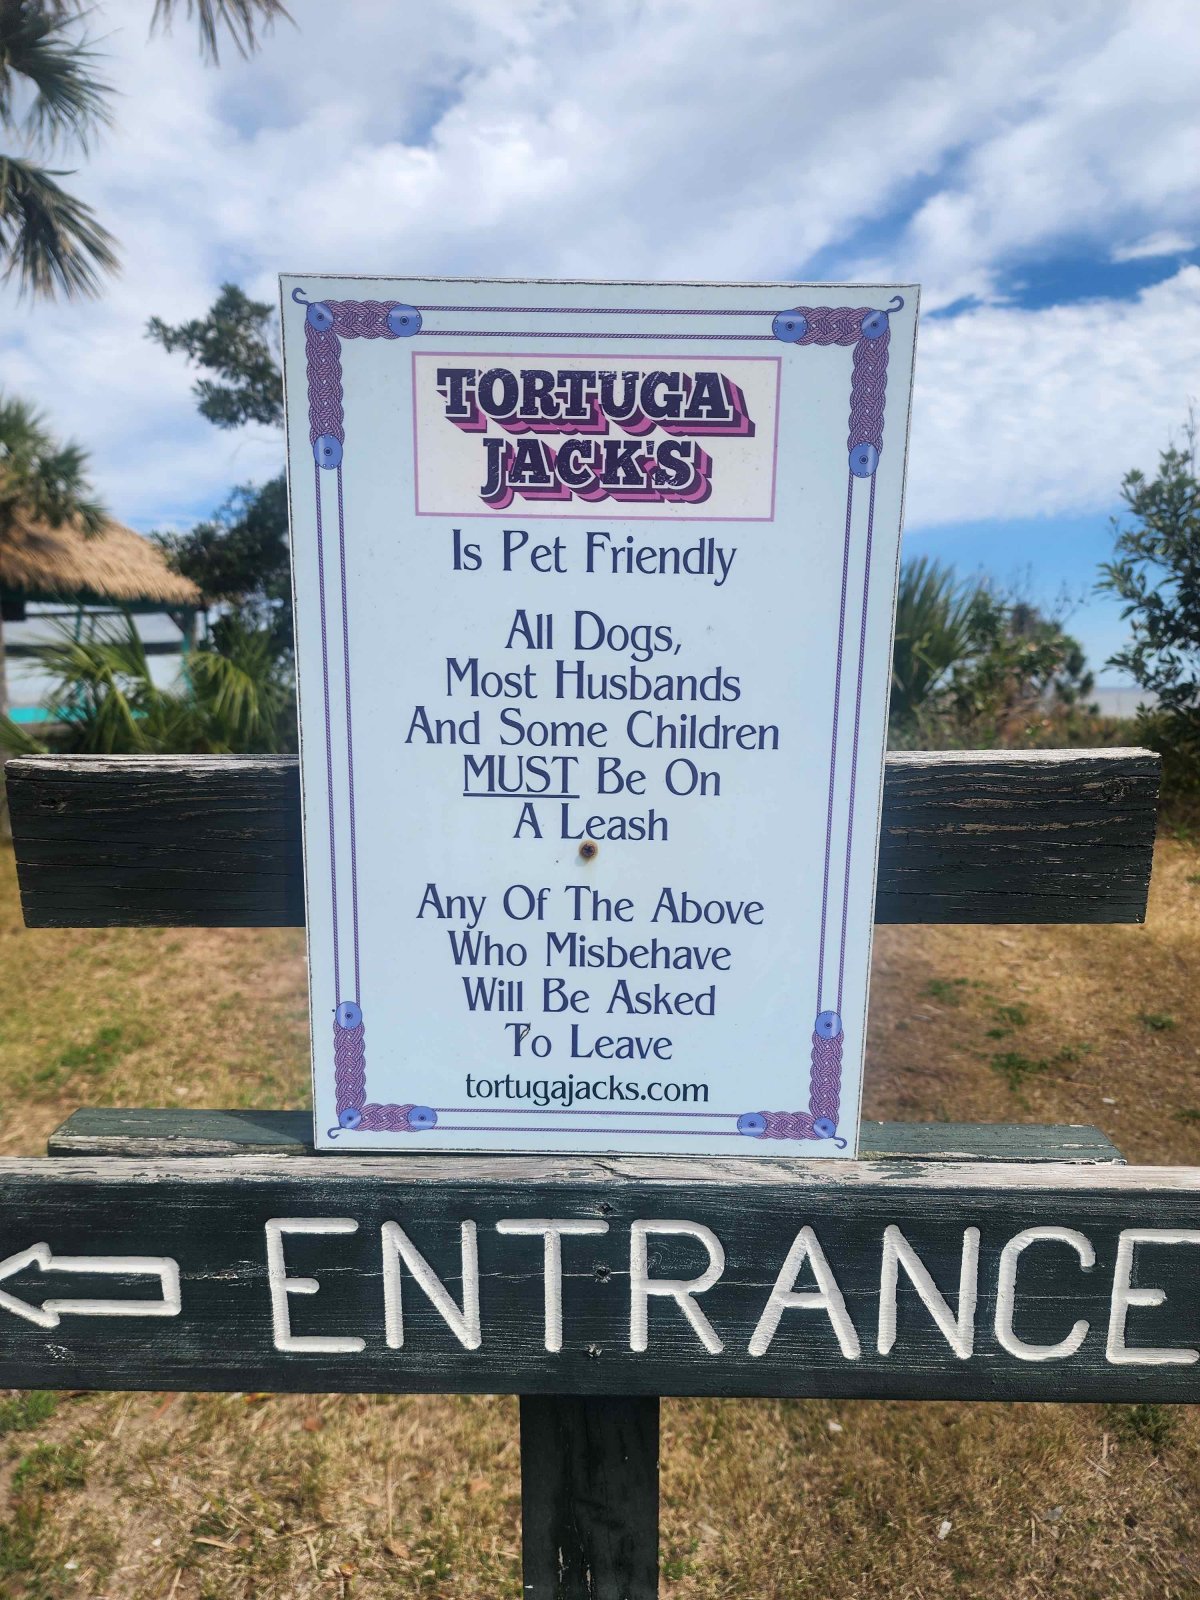 TORTUGA
JACK'S
Is Pet Friendly
All Dogs,
Most Husbands
And Some Children
MUST Be On
A Leash
Any Of The Above
Who Misbehave
Will Be Asked
To Leave
tortugajacks.com
ENTRANCE